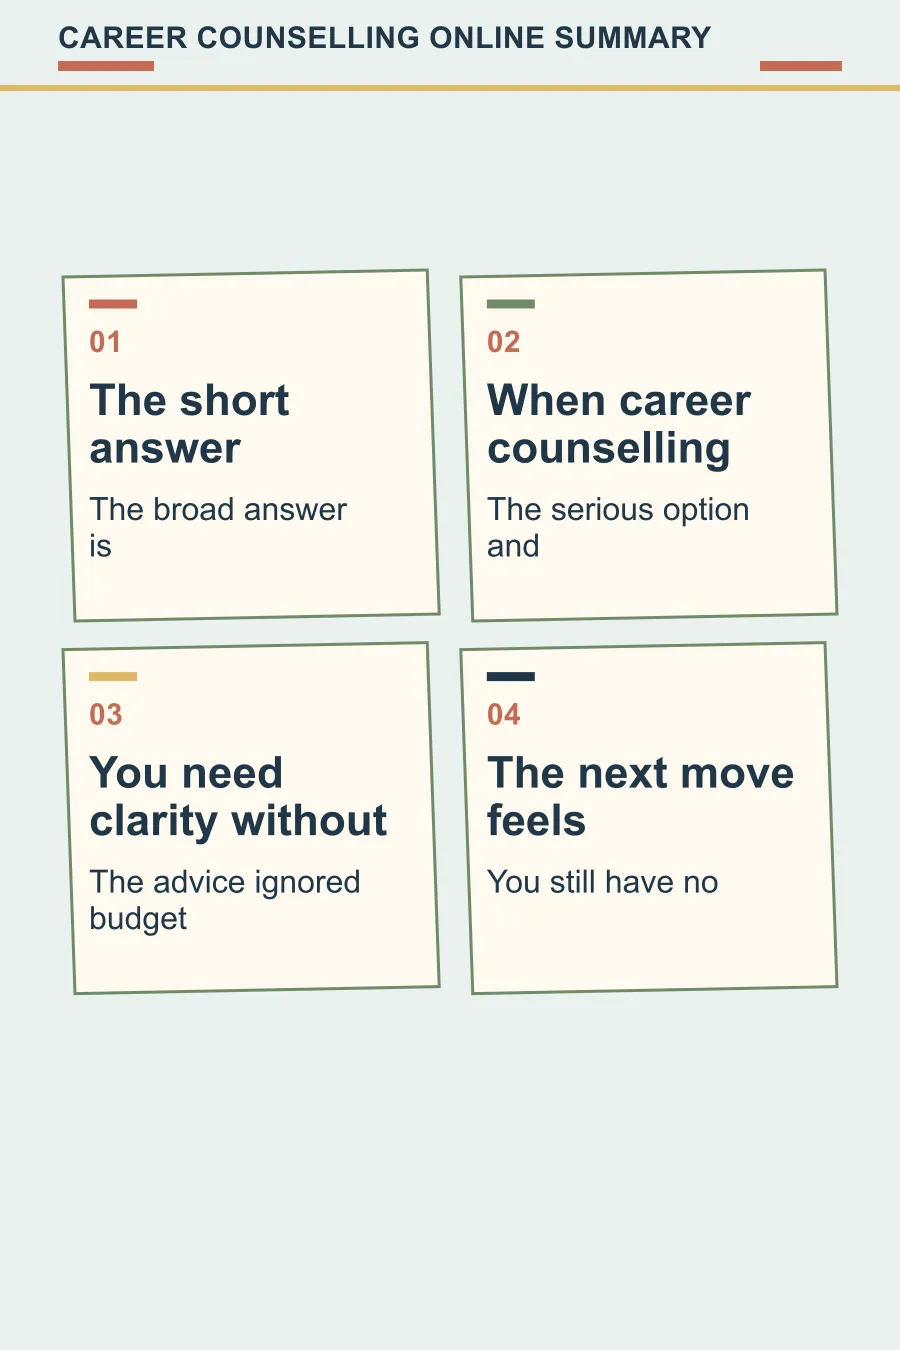 CAREER COUNSELLING ONLINE SUMMARY
01
The short
answer
The broad answer
is
02
When career
counselling
The serious option
and
03
You need
clarity without
The advice ignored
budget
04
The next move
feels
You still have no